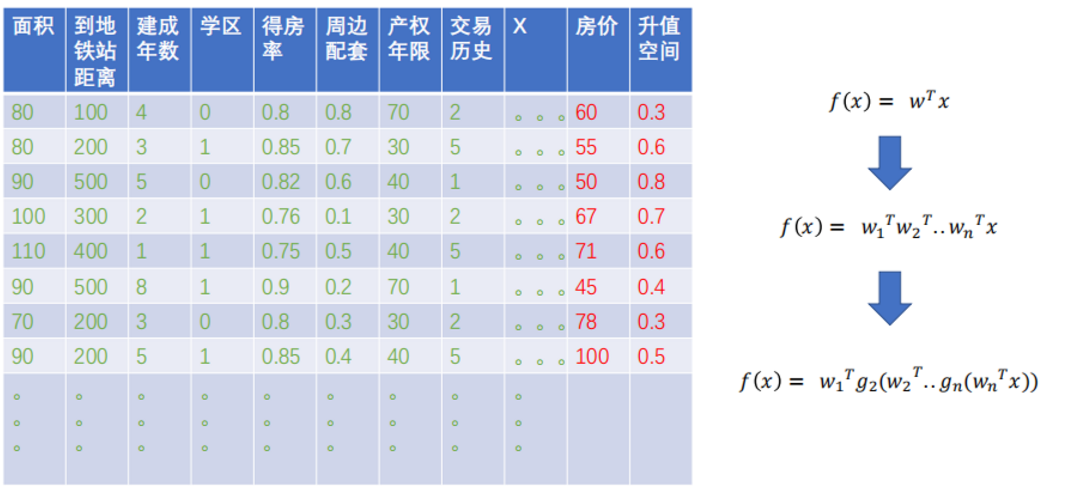 面积 到地铁站距离 建成年数 学区 得房率 周边配套 产权年限 交易历史 X 房价 升值空间
80 100 4 0 0.8 0.8 70 2 。。。 60 0.3
80 200 3 1 0.85 0.7 30 5 。。。 55 0.6
90 500 5 0 0.82 0.6 40 1 。。。 50 0.8
100 300 2 1 0.76 0.1 30 2 。。。 67 0.7
110 400 1 1 0.75 0.5 40 5 。。。 71 0.6
90 500 8 1 0.9 0.2 70 1 。。。 45 0.4
70 200 3 0 0.8 0.3 30 2 。。。 78 0.3
90 200 5 1 0.85 0.4 40 5 。。。 100 0.5
。 。 。 。 。 。 。 。 。
。 。 。 。 。 。 。 。 。
。 。 。 。 。 。 。 。 。
f(x) = w^T x
f(x) = w_1^T w_2^T..w_n^T x
f(x) = w_1^T g_2(w_2^T..g_n(w_n^T x))